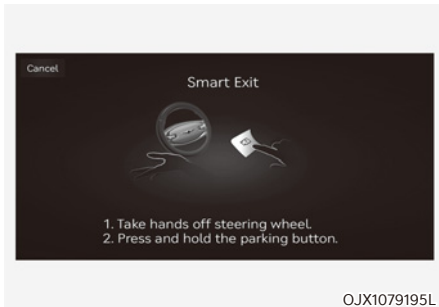 Cancel
Smart Exit
1. Take hands off steering wheel.
2. Press and hold the parking button.
OJX1079195L